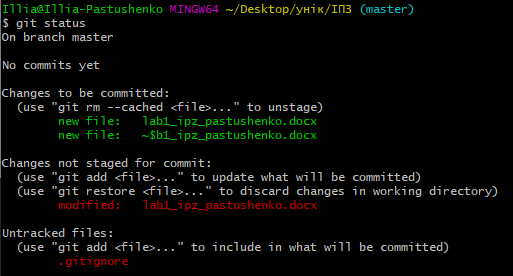 Illia@Illia-Pastushenko MINGW64 ~/Desktop/унік/ІПЗ (master)
$ git status
On branch master

No commits yet

Changes to be committed:
  (use "git rm --cached <file>..." to unstage)
        new file:   lab1_ipz_pastushenko.docx
        new file:   ~$b1_ipz_pastushenko.docx

Changes not staged for commit:
  (use "git add <file>..." to update what will be committed)
  (use "git restore <file>..." to discard changes in working directory)
        modified:   lab1_ipz_pastushenko.docx

Untracked files:
  (use "git add <file>..." to include in what will be committed)
        .gitignore